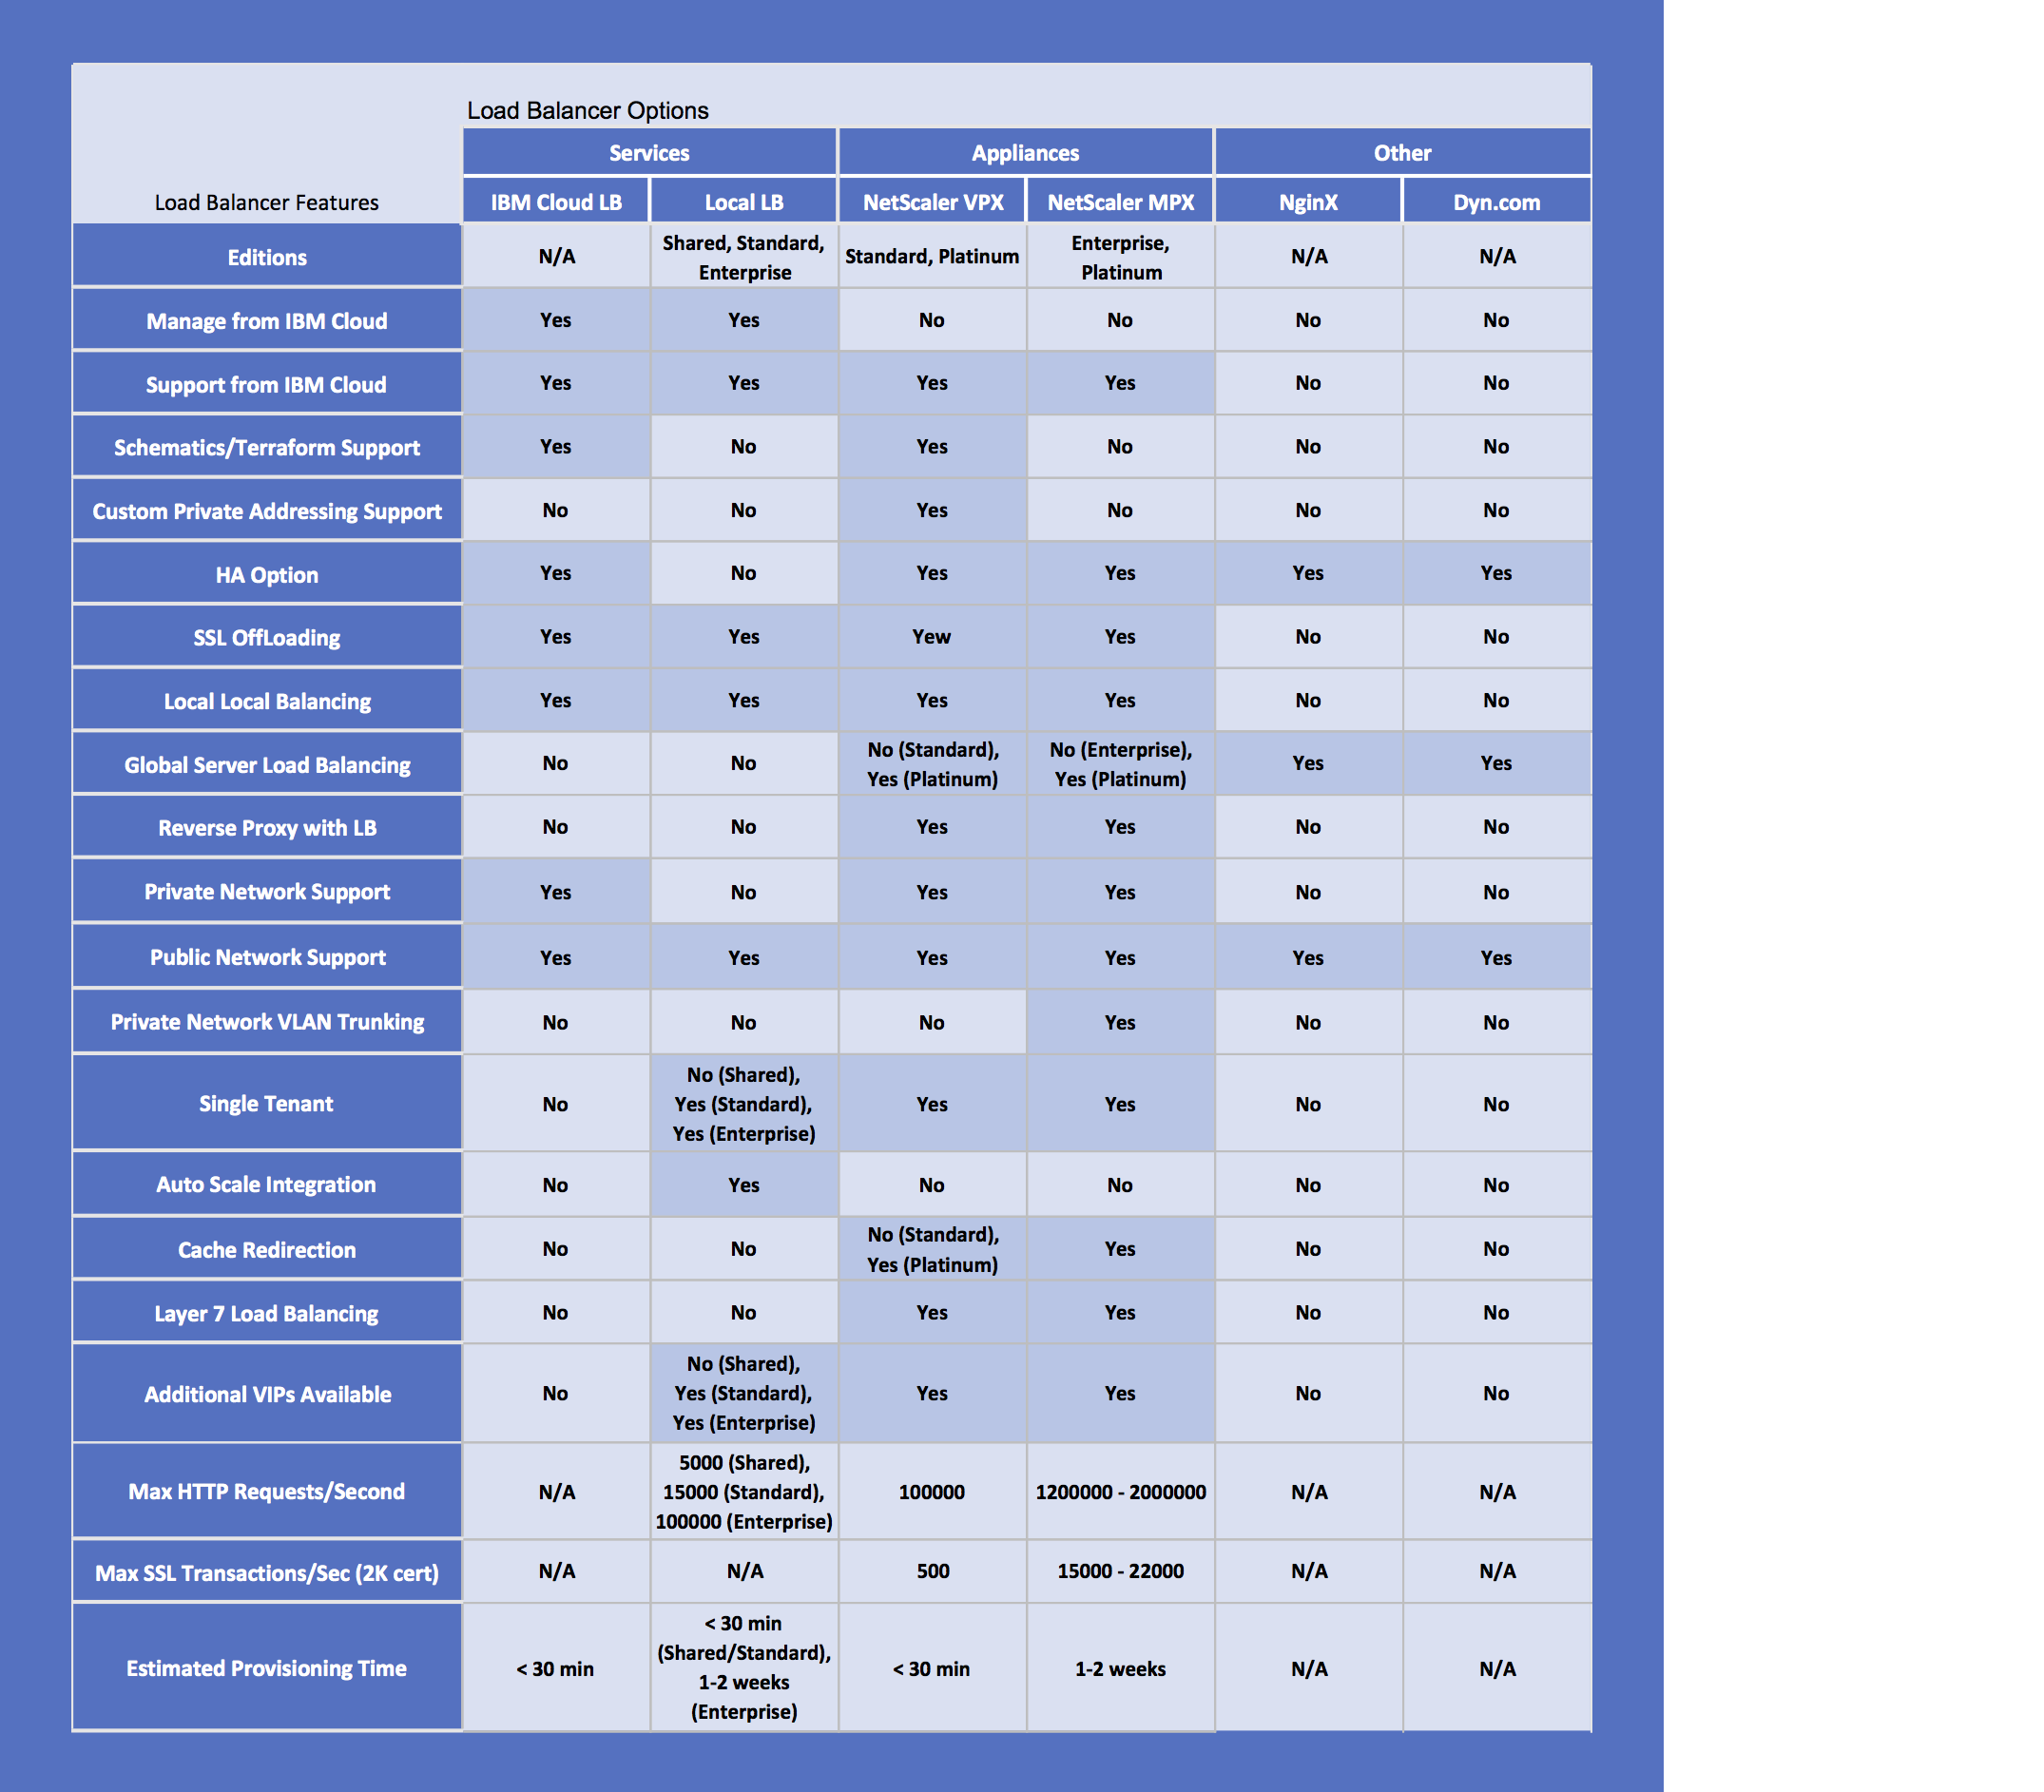 Load Balancer Options
Services Appliances Other
Load Balancer Features IBM Cloud LB Local LB NetScaler VPX NetScaler MPX NginX Dyn.com
Editions N/A Shared, Standard, Enterprise Standard, Platinum Enterprise, Platinum N/A N/A
Manage from IBM Cloud Yes Yes No No No No
Support from IBM Cloud Yes Yes Yes Yes No No
Schematics/Terraform Support Yes No Yes No No No
Custom Private Addressing Support No No Yes No No No
HA Option Yes No Yes Yes Yes Yes
SSL OffLoading Yes Yes Yew Yes No No
Local Local Balancing Yes Yes Yes Yes No No
Global Server Load Balancing No No No (Standard), Yes (Platinum) No (Enterprise), Yes (Platinum) Yes Yes
Reverse Proxy with LB No No Yes Yes No No
Private Network Support Yes No Yes Yes No No
Public Network Support Yes Yes Yes Yes Yes Yes
Private Network VLAN Trunking No No No Yes No No
Single Tenant No No (Shared), Yes (Standard), Yes (Enterprise) Yes Yes No No
Auto Scale Integration No Yes No No No No
Cache Redirection No No No (Standard), Yes (Platinum) Yes No No
Layer 7 Load Balancing No No Yes Yes No No
Additional VIPs Available No No (Shared), Yes (Standard), Yes (Enterprise) Yes Yes No No
Max HTTP Requests/Second N/A 5000 (Shared), 15000 (Standard), 100000 (Enterprise) 100000 1200000 - 2000000 N/A N/A
Max SSL Transactions/Sec (2K cert) N/A N/A 500 15000 - 22000 N/A N/A
Estimated Provisioning Time < 30 min < 30 min (Shared/Standard), 1-2 weeks (Enterprise) < 30 min 1-2 weeks N/A N/A